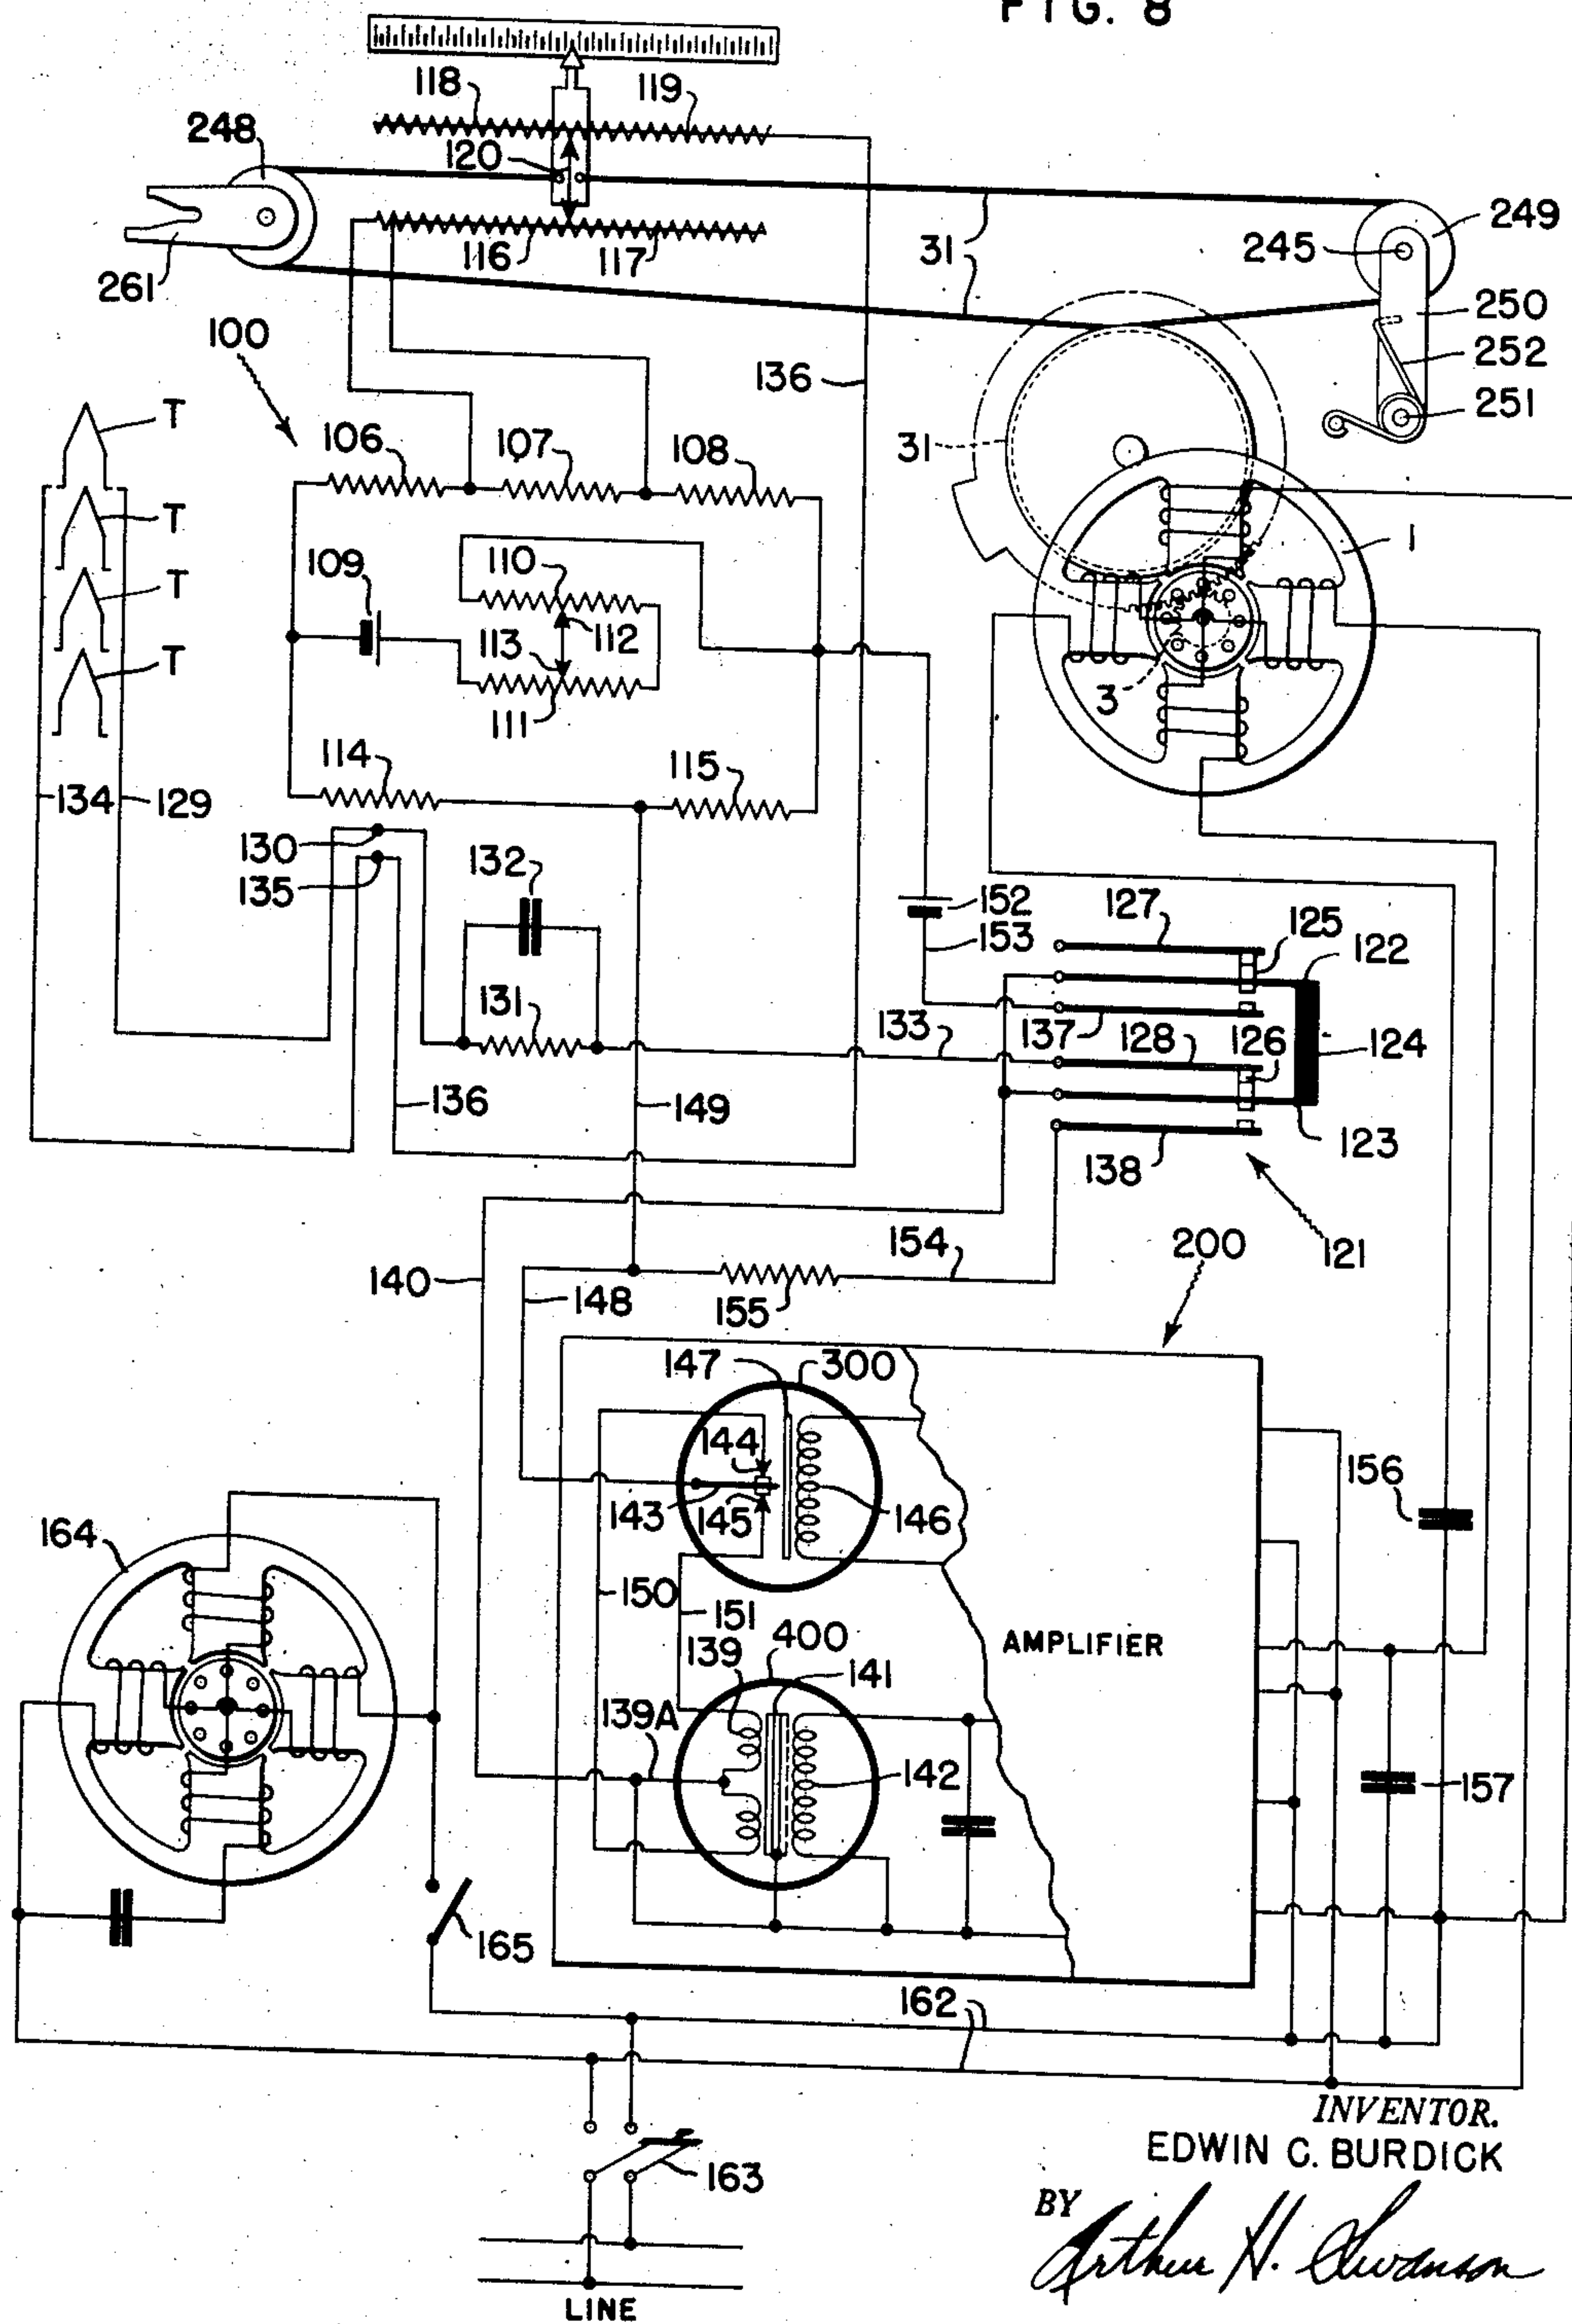 FIG. 8
118 119
248
120
249
116 117 31 245
261
250
100
252
136
T 251
106 107 108 31
T
110 1
T 109
112
T 113
3
111
114 115
134 129
130 132 152 127 125
135 153 122
131
133 137 128 126 124
136 149
138 123
200 121
154
140 148 155
147 300
144 156
164 143 145 146
150 151
AMPLIFIER
139 400
141
139A
142 157
165
162
INVENTOR.
EDWIN C. BURDICK
163
BY
Arthur H. Swanson
LINE